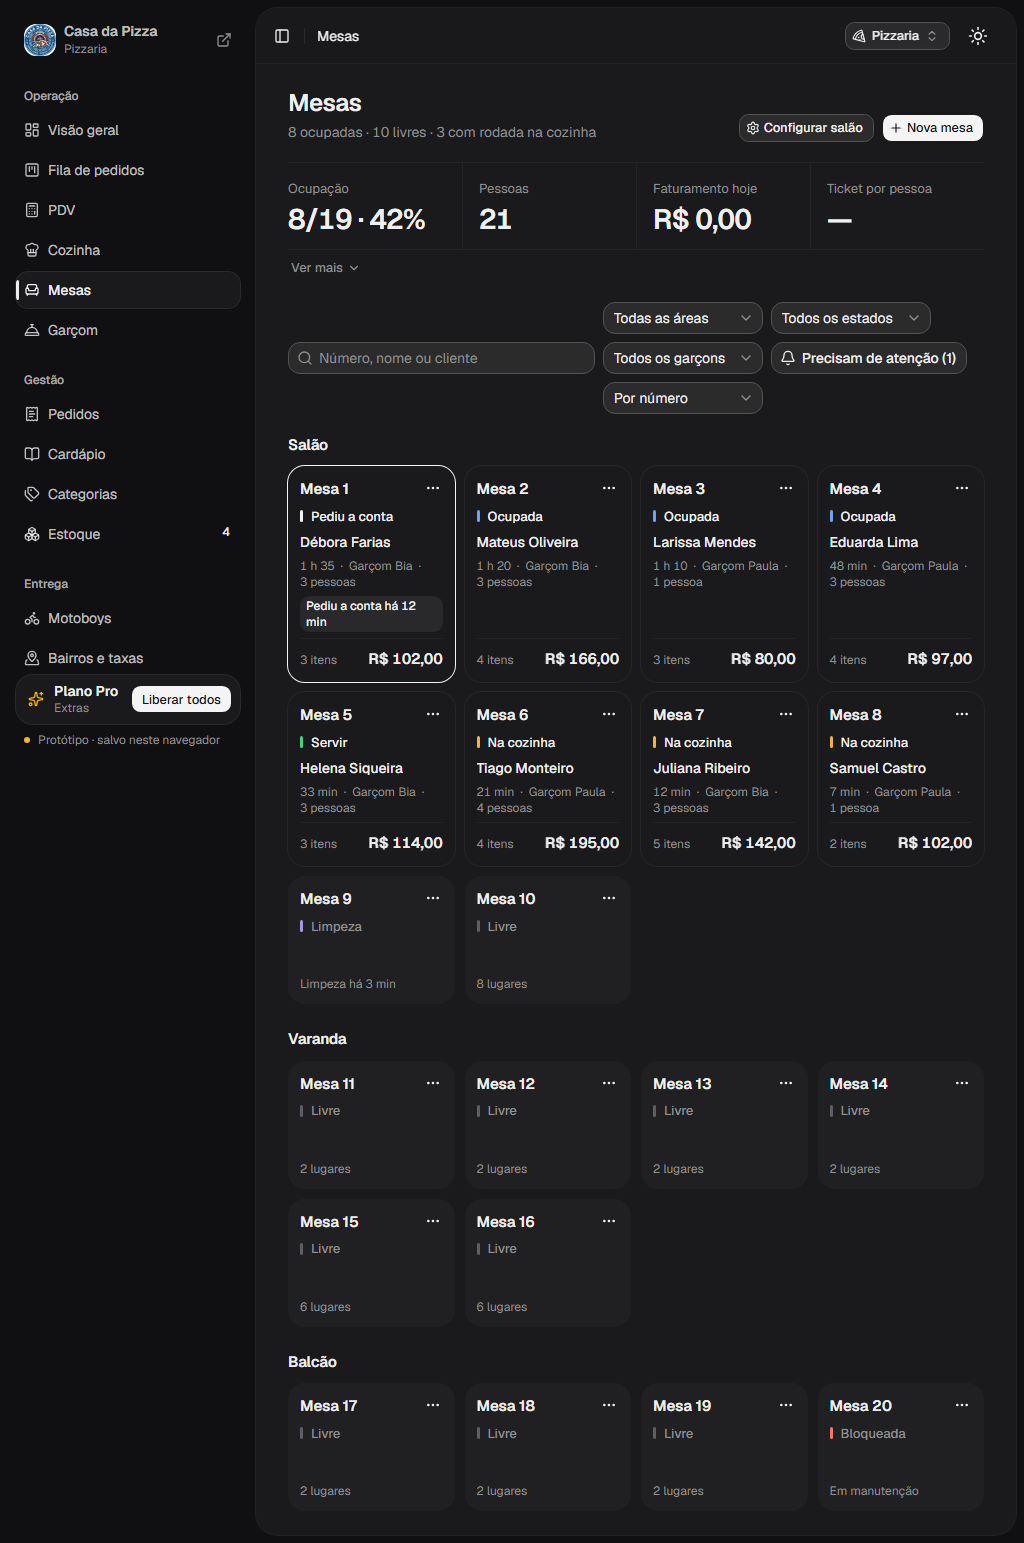 Casa da Pizza
Pizzaria
Operação
Visão geral
Fila de pedidos
PDV
Cozinha
Mesas
Garçom
Gestão
Pedidos
Cardápio
Categorias
Estoque 4
Entrega
Motoboys
Bairros e taxas
Plano Pro
Extras
Liberar todos
Protótipo · salvo neste navegador
Mesas
Pizzaria
Mesas
8 ocupadas · 10 livres · 3 com rodada na cozinha
Configurar salão
Nova mesa
Ocupação
8/19 · 42%
Pessoas
21
Faturamento hoje
R$ 0,00
Ticket por pessoa
—
Ver mais
Número, nome ou cliente
Todas as áreas
Todos os estados
Todos os garçons
Precisam de atenção (1)
Por número
Salão
Mesa 1
Pediu a conta
Débora Farias
1 h 35 · Garçom Bia ·
3 pessoas
Pediu a conta há 12
min
3 itens R$ 102,00
Mesa 2
Ocupada
Mateus Oliveira
1 h 20 · Garçom Bia ·
3 pessoas
4 itens R$ 166,00
Mesa 3
Ocupada
Larissa Mendes
1 h 10 · Garçom Paula ·
1 pessoa
3 itens R$ 80,00
Mesa 4
Ocupada
Eduarda Lima
48 min · Garçom Paula ·
3 pessoas
4 itens R$ 97,00
Mesa 5
Servir
Helena Siqueira
33 min · Garçom Bia ·
3 pessoas
3 itens R$ 114,00
Mesa 6
Na cozinha
Tiago Monteiro
21 min · Garçom Paula ·
4 pessoas
4 itens R$ 195,00
Mesa 7
Na cozinha
Juliana Ribeiro
12 min · Garçom Bia ·
3 pessoas
5 itens R$ 142,00
Mesa 8
Na cozinha
Samuel Castro
7 min · Garçom Paula ·
1 pessoa
2 itens R$ 102,00
Mesa 9
Limpeza
Limpeza há 3 min
Mesa 10
Livre
8 lugares
Varanda
Mesa 11
Livre
2 lugares
Mesa 12
Livre
2 lugares
Mesa 13
Livre
2 lugares
Mesa 14
Livre
2 lugares
Mesa 15
Livre
6 lugares
Mesa 16
Livre
6 lugares
Balcão
Mesa 17
Livre
2 lugares
Mesa 18
Livre
2 lugares
Mesa 19
Livre
2 lugares
Mesa 20
Bloqueada
Em manutenção